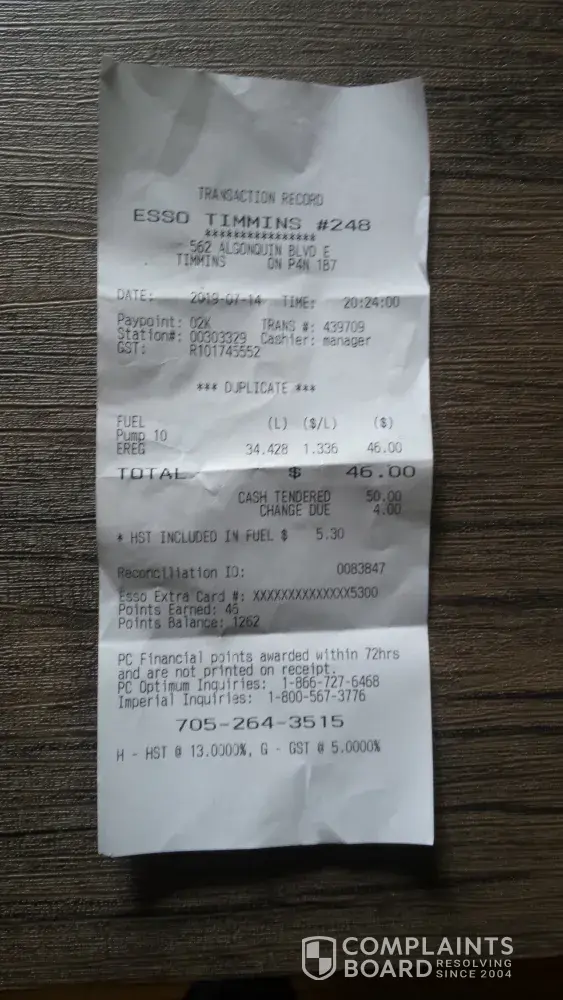 TRANSACTION RECORD
ESSO TIMMINS #248
****************
562 ALGONQUIN BLVD E
TIMMINS ON P4N 1B7
DATE: 2019-07-14 TIME: 20:24:00
Paypoint: 02K TRANS #: 439709
Station#: 00303329 Cashier: manager
GST: R101745552
*** DUPLICATE ***
FUEL (L) ($/L) ($)
Pump 10
EREG 34.428 1.336 46.00
TOTAL $ 46.00
CASH TENDERED 50.00
CHANGE DUE 4.00
* HST INCLUDED IN FUEL $ 5.30
Reconciliation ID: 0083847
Esso Extra Card #: XXXXXXXXXXXXXX5300
Points Earned: 46
Points Balance: 1262
PC Financial points awarded within 72hrs
and are not printed on receipt.
PC Optimum Inquiries: 1-866-727-6468
Imperial Inquiries: 1-800-567-3776
705-264-3515
H - HST @ 13.0000%, G - GST @ 5.0000%
COMPLAINTS
BOARD RESOLVING
SINCE 2004